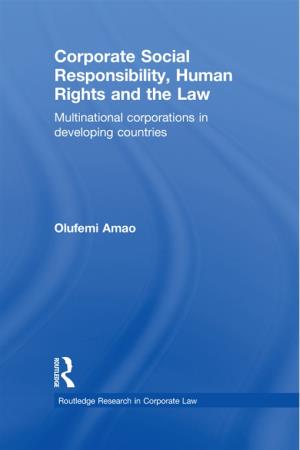 Corporate Social
Responsibility, Human
Rights and the Law
Multinational corporations in
developing countries
Olufemi Amao
ROUTLEDGE
Routledge Research in Corporate Law